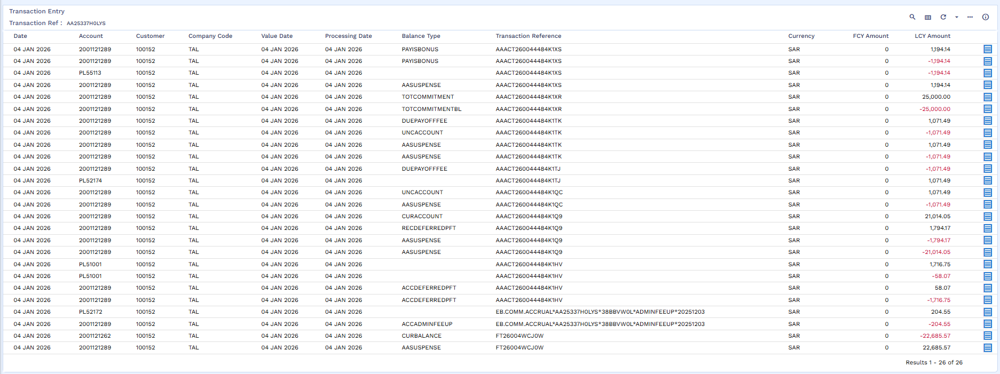 Transaction Entry
Transaction Ref : AA25337H0LYS
Date Account Customer Company Code Value Date Processing Date Balance Type Transaction Reference Currency FCY Amount LCY Amount
04 JAN 2026 2001121289 100152 TAL 04 JAN 2026 04 JAN 2026 PAYISBONUS AAACT260044484K1XS SAR 0 1,194.14
04 JAN 2026 2001121289 100152 TAL 04 JAN 2026 04 JAN 2026 PAYISBONUS AAACT260044484K1XS SAR 0 -1,194.14
04 JAN 2026 PL55113 100152 TAL 04 JAN 2026 04 JAN 2026 AAACT260044484K1XS SAR 0 -1,194.14
04 JAN 2026 2001121289 100152 TAL 04 JAN 2026 04 JAN 2026 AASUSPENSE AAACT260044484K1XS SAR 0 1,194.14
04 JAN 2026 2001121289 100152 TAL 04 JAN 2026 04 JAN 2026 TOTCOMMITMENT AAACT260044484K1XR SAR 0 25,000.00
04 JAN 2026 2001121289 100152 TAL 04 JAN 2026 04 JAN 2026 TOTCOMMITMENTBL AAACT260044484K1XR SAR 0 -25,000.00
04 JAN 2026 2001121289 100152 TAL 04 JAN 2026 04 JAN 2026 DUEPAYOFFFEE AAACT260044484K1TK SAR 0 1,071.49
04 JAN 2026 2001121289 100152 TAL 04 JAN 2026 04 JAN 2026 UNCACCOUNT AAACT260044484K1TK SAR 0 -1,071.49
04 JAN 2026 2001121289 100152 TAL 04 JAN 2026 04 JAN 2026 AASUSPENSE AAACT260044484K1TK SAR 0 1,071.49
04 JAN 2026 2001121289 100152 TAL 04 JAN 2026 04 JAN 2026 AASUSPENSE AAACT260044484K1TK SAR 0 -1,071.49
04 JAN 2026 2001121289 100152 TAL 04 JAN 2026 04 JAN 2026 DUEPAYOFFFEE AAACT260044484K1TJ SAR 0 -1,071.49
04 JAN 2026 PL52174 100152 TAL 04 JAN 2026 04 JAN 2026 AAACT260044484K1TJ SAR 0 1,071.49
04 JAN 2026 2001121289 100152 TAL 04 JAN 2026 04 JAN 2026 UNCACCOUNT AAACT260044484K1QC SAR 0 1,071.49
04 JAN 2026 2001121289 100152 TAL 04 JAN 2026 04 JAN 2026 AASUSPENSE AAACT260044484K1QC SAR 0 -1,071.49
04 JAN 2026 2001121289 100152 TAL 04 JAN 2026 04 JAN 2026 CURACCOUNT AAACT260044484K1Q9 SAR 0 21,014.05
04 JAN 2026 2001121289 100152 TAL 04 JAN 2026 04 JAN 2026 RECDEFERREDPFT AAACT260044484K1Q9 SAR 0 1,794.17
04 JAN 2026 2001121289 100152 TAL 04 JAN 2026 04 JAN 2026 AASUSPENSE AAACT260044484K1Q9 SAR 0 -1,794.17
04 JAN 2026 2001121289 100152 TAL 04 JAN 2026 04 JAN 2026 AASUSPENSE AAACT260044484K1Q9 SAR 0 -21,014.05
04 JAN 2026 PL51001 100152 TAL 04 JAN 2026 04 JAN 2026 AAACT260044484K1HV SAR 0 1,716.75
04 JAN 2026 PL51001 100152 TAL 04 JAN 2026 04 JAN 2026 AAACT260044484K1HV SAR 0 -58.07
04 JAN 2026 2001121289 100152 TAL 04 JAN 2026 04 JAN 2026 ACCDEFERREDPFT AAACT260044484K1HV SAR 0 58.07
04 JAN 2026 2001121289 100152 TAL 04 JAN 2026 04 JAN 2026 ACCDEFERREDPFT AAACT260044484K1HV SAR 0 -1,716.75
04 JAN 2026 PL52172 100152 TAL 04 JAN 2026 04 JAN 2026 EB.COMM.ACCRUAL*AA25337H0LYS*38BBVW0L*ADMINFEEUP*20251203 SAR 0 204.55
04 JAN 2026 2001121289 100152 TAL 04 JAN 2026 04 JAN 2026 ACCADMINFEEUP EB.COMM.ACCRUAL*AA25337H0LYS*38BBVW0L*ADMINFEEUP*20251203 SAR 0 -204.55
04 JAN 2026 2001121262 100152 TAL 04 JAN 2026 04 JAN 2026 CURBALANCE FT26004WCJ0W SAR 0 -22,685.57
04 JAN 2026 2001121289 100152 TAL 04 JAN 2026 04 JAN 2026 AASUSPENSE FT26004WCJ0W SAR 0 22,685.57
Results 1 - 26 of 26